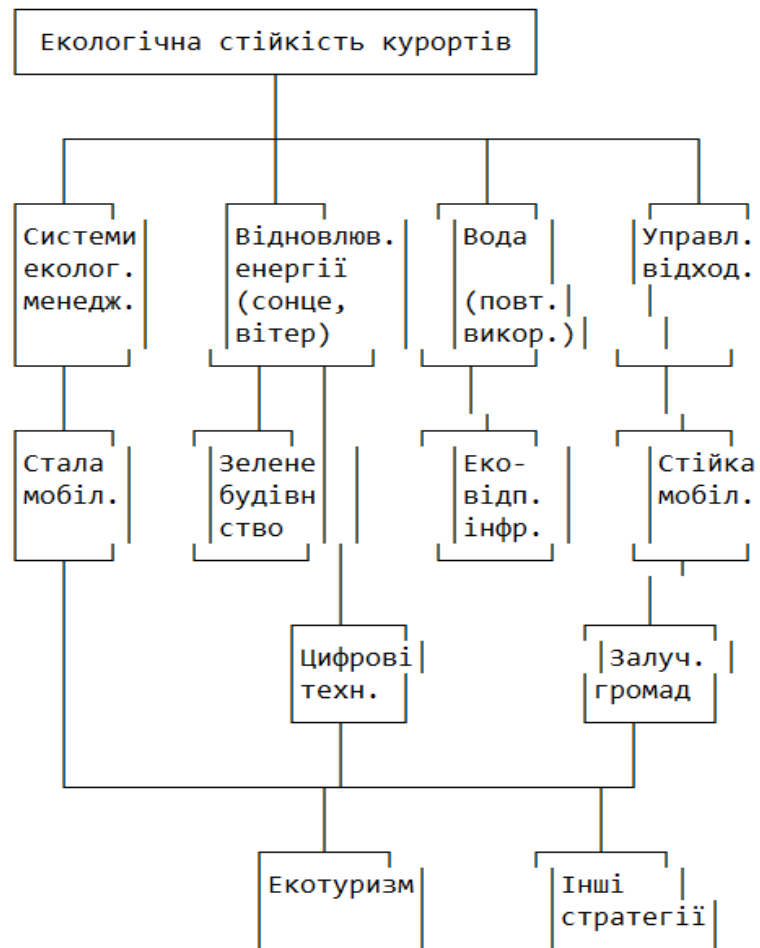 Екологічна стійкість курортів
Системи
еколог.
менедж.
Відновлюв.
енергії
(сонце,
вітер)
Вода
(повт.
викор.)
Управл.
відход.
Стала
мобіл.
Зелене
будівн
ство
Еко-
відп.
інфр.
Стійка
мобіл.
Цифрові
техн.
Залуч.
громад
Екотуризм
Інші
стратегії